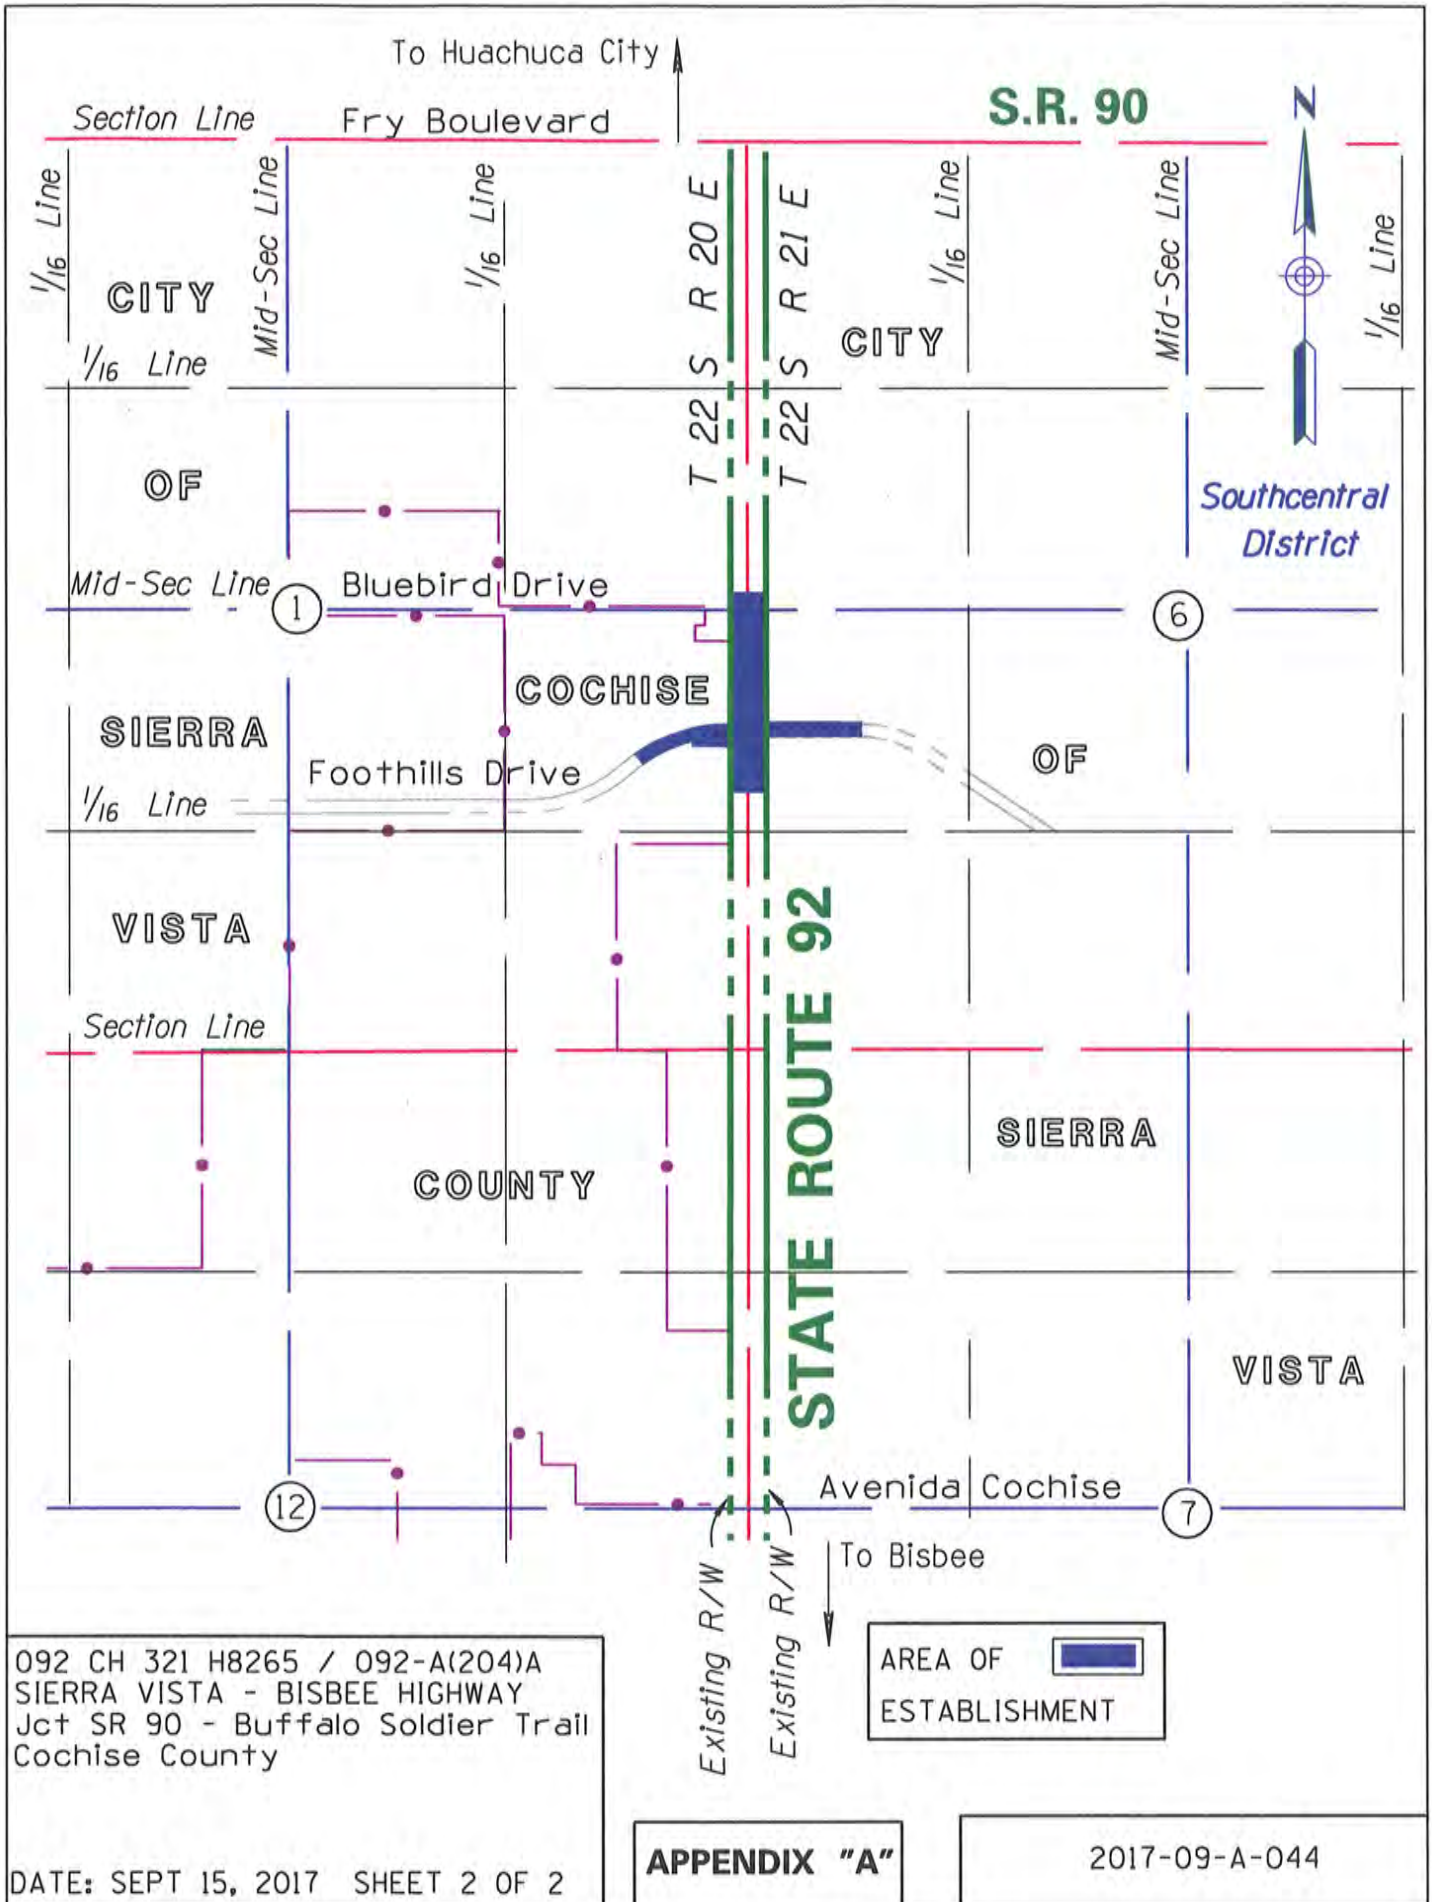 To Huachuca City
S.R. 90
N
Section Line
Fry Boulevard
1/16 Line
Mid-Sec Line
1/16 Line
T 22 S R 20 E
T 22 S R 21 E
1/16 Line
Mid-Sec Line
1/16 Line
CITY
CITY
1/16 Line
OF
Southcentral
District
Mid-Sec Line
1
Bluebird Drive
6
COCHISE
SIERRA
OF
Foothills Drive
1/16 Line
VISTA
STATE ROUTE 92
Section Line
SIERRA
COUNTY
VISTA
12
Avenida Cochise
7
Existing R/W
Existing R/W
To Bisbee
AREA OF
ESTABLISHMENT
092 CH 321 H8265 / 092-A(204)A
SIERRA VISTA - BISBEE HIGHWAY
Jct SR 90 - Buffalo Soldier Trail
Cochise County
DATE: SEPT 15, 2017 SHEET 2 OF 2
APPENDIX "A"
2017-09-A-044